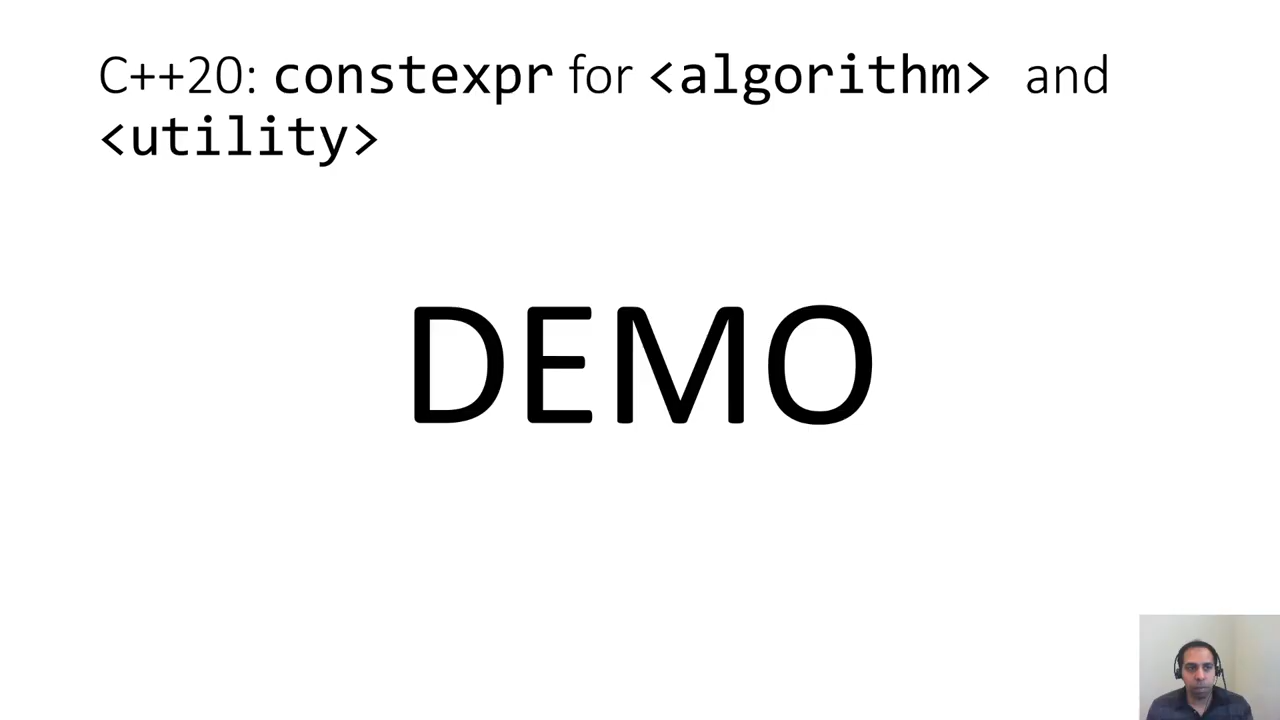 C++20: constexpr for <algorithm> and
<utility>
DEMO